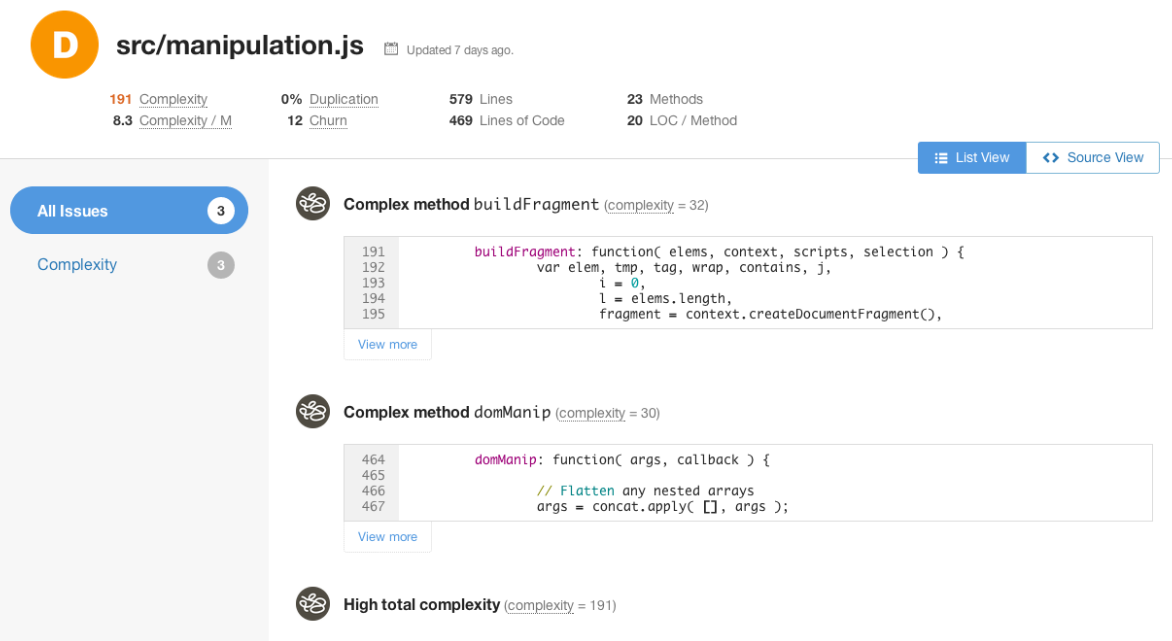 D
src/manipulation.js Updated 7 days ago.
191 Complexity 0% Duplication 579 Lines 23 Methods
8.3 Complexity / M 12 Churn 469 Lines of Code 20 LOC / Method
List View Source View
All Issues 3
Complexity 3
Complex method buildFragment (complexity = 32)
191 buildFragment: function( elems, context, scripts, selection ) {
192 var elem, tmp, tag, wrap, contains, j,
193 i = 0,
194 l = elems.length,
195 fragment = context.createDocumentFragment(),
View more
Complex method domManip (complexity = 30)
464 domManip: function( args, callback ) {
465
466 // Flatten any nested arrays
467 args = concat.apply( [], args );
View more
High total complexity (complexity = 191)